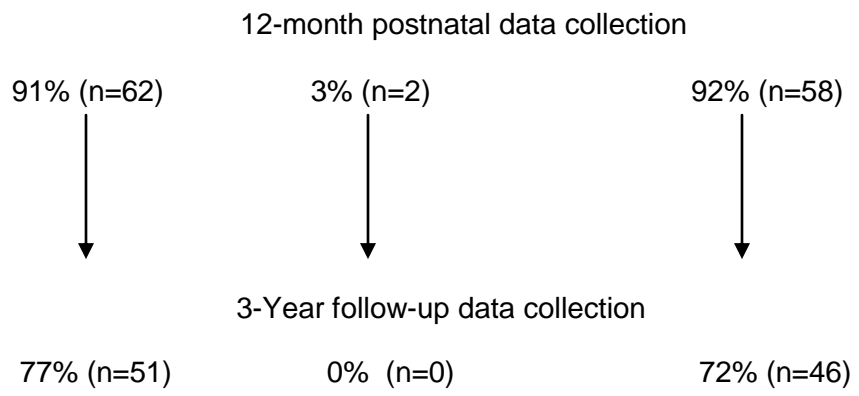 12-month postnatal data collection
91% (n=62) 3% (n=2) 92% (n=58)
3-Year follow-up data collection
77% (n=51) 0% (n=0) 72% (n=46)